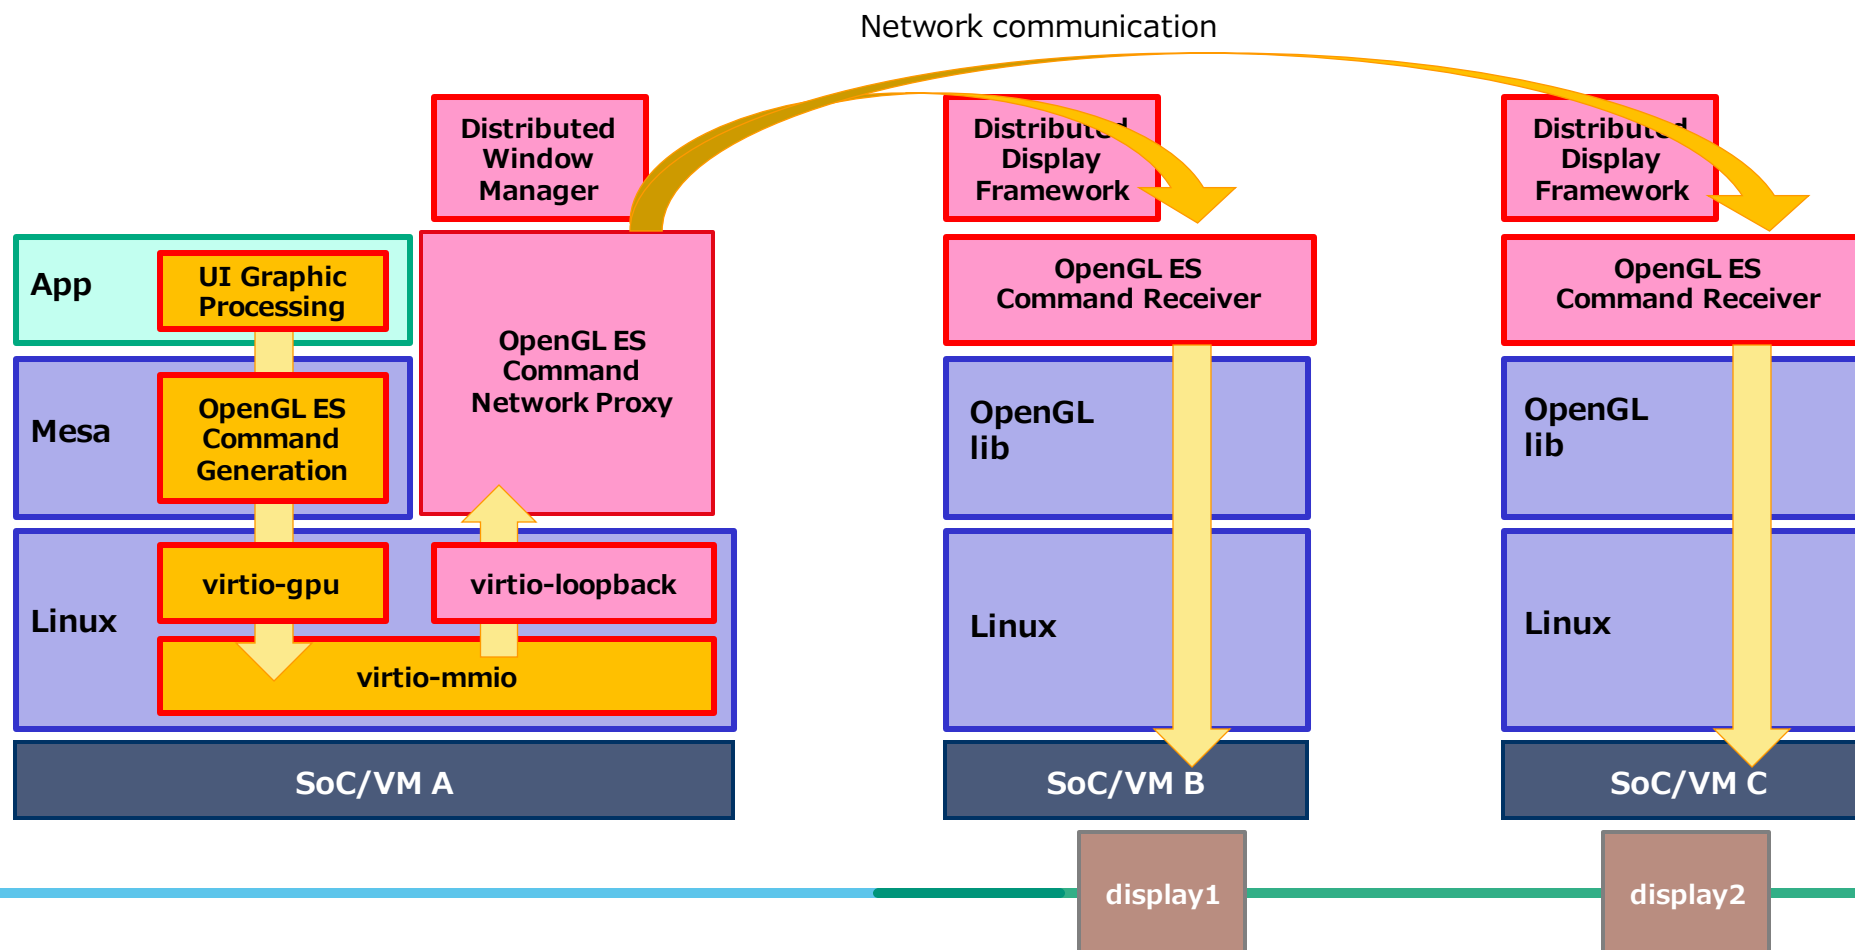 Network communication
Distributed
Window
Manager
Distributed
Display
Framework
Distributed
Display
Framework
App
UI Graphic
Processing
OpenGL ES
Command
Network Proxy
OpenGL ES
Command Receiver
OpenGL ES
Command Receiver
Mesa
OpenGL ES
Command
Generation
OpenGL
lib
OpenGL
lib
Linux
virtio-gpu
virtio-loopback
virtio-mmio
Linux
Linux
SoC/VM A
SoC/VM B
SoC/VM C
display1
display2